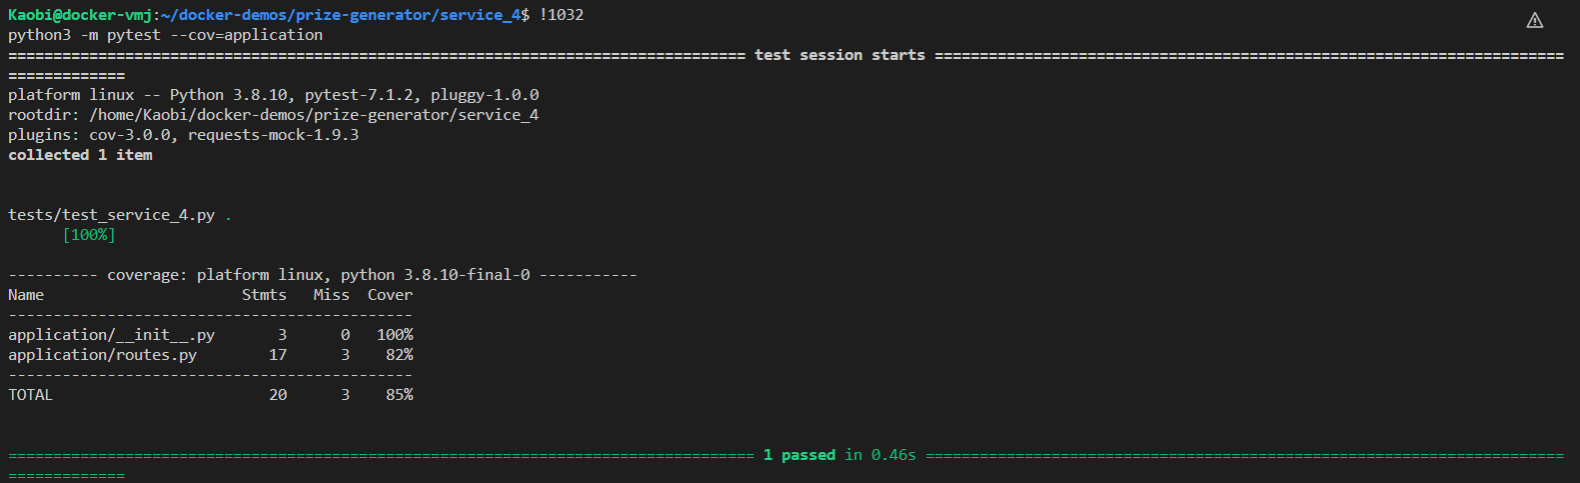 Kaobi@docker-vmj:~/docker-demos/prize-generator/service_4$ !1032
python3 -m pytest --cov=application
================================================================================== test session starts ======================================================================
=============
platform linux -- Python 3.8.10, pytest-7.1.2, pluggy-1.0.0
rootdir: /home/Kaobi/docker-demos/prize-generator/service_4
plugins: cov-3.0.0, requests-mock-1.9.3
collected 1 item
tests/test_service_4.py .
      [100%]
---------- coverage: platform linux, python 3.8.10-final-0 -----------
Name                      Stmts   Miss  Cover
---------------------------------------------
application/__init__.py       3      0   100%
application/routes.py        17      3    82%
---------------------------------------------
TOTAL                        20      3    85%
=================================================================================== 1 passed in 0.46s =======================================================================
=============